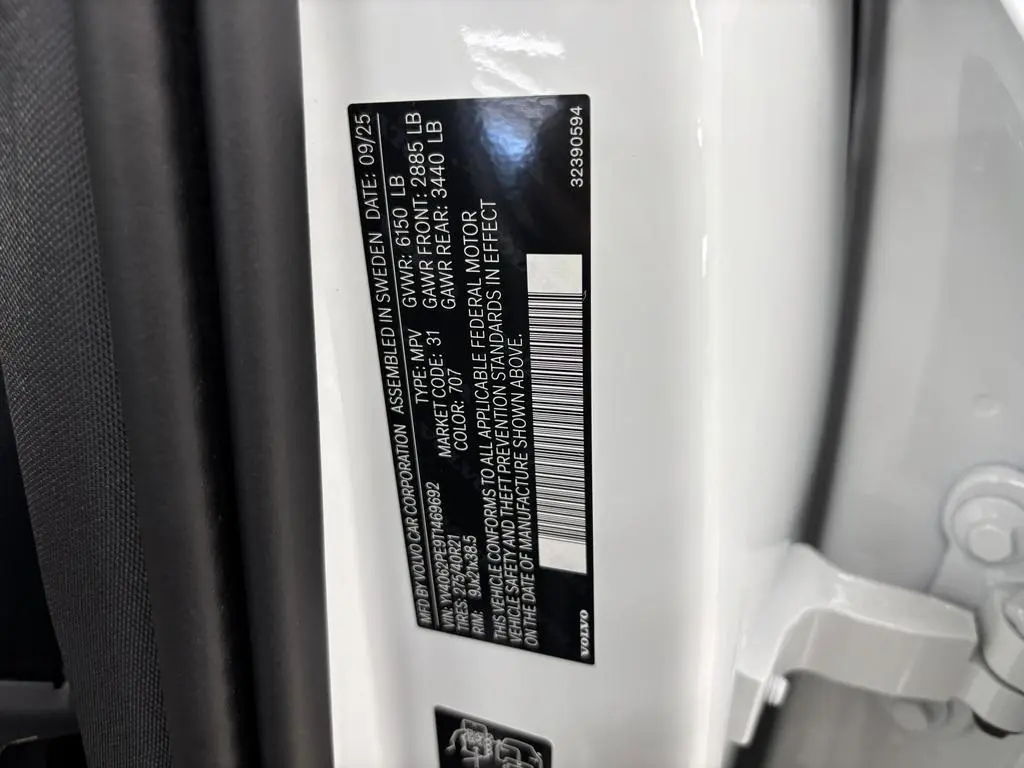 MFD BY VOLVO CAR CORPORATION ASSEMBLED IN SWEDEN DATE: 09/25
VIN: YV4062PE9T1469692 TYPE: MPV GVWR: 6150 LB
TIRES: 275/40R21 MARKET CODE: 31 GAWR FRONT: 2885 LB
RIM: 9Jx21x38.5 COLOR: 707 GAWR REAR: 3440 LB
THIS VEHICLE CONFORMS TO ALL APPLICABLE FEDERAL MOTOR
VEHICLE SAFETY AND THEFT PREVENTION STANDARDS IN EFFECT
ON THE DATE OF MANUFACTURE SHOWN ABOVE.
VOLVO
32390594